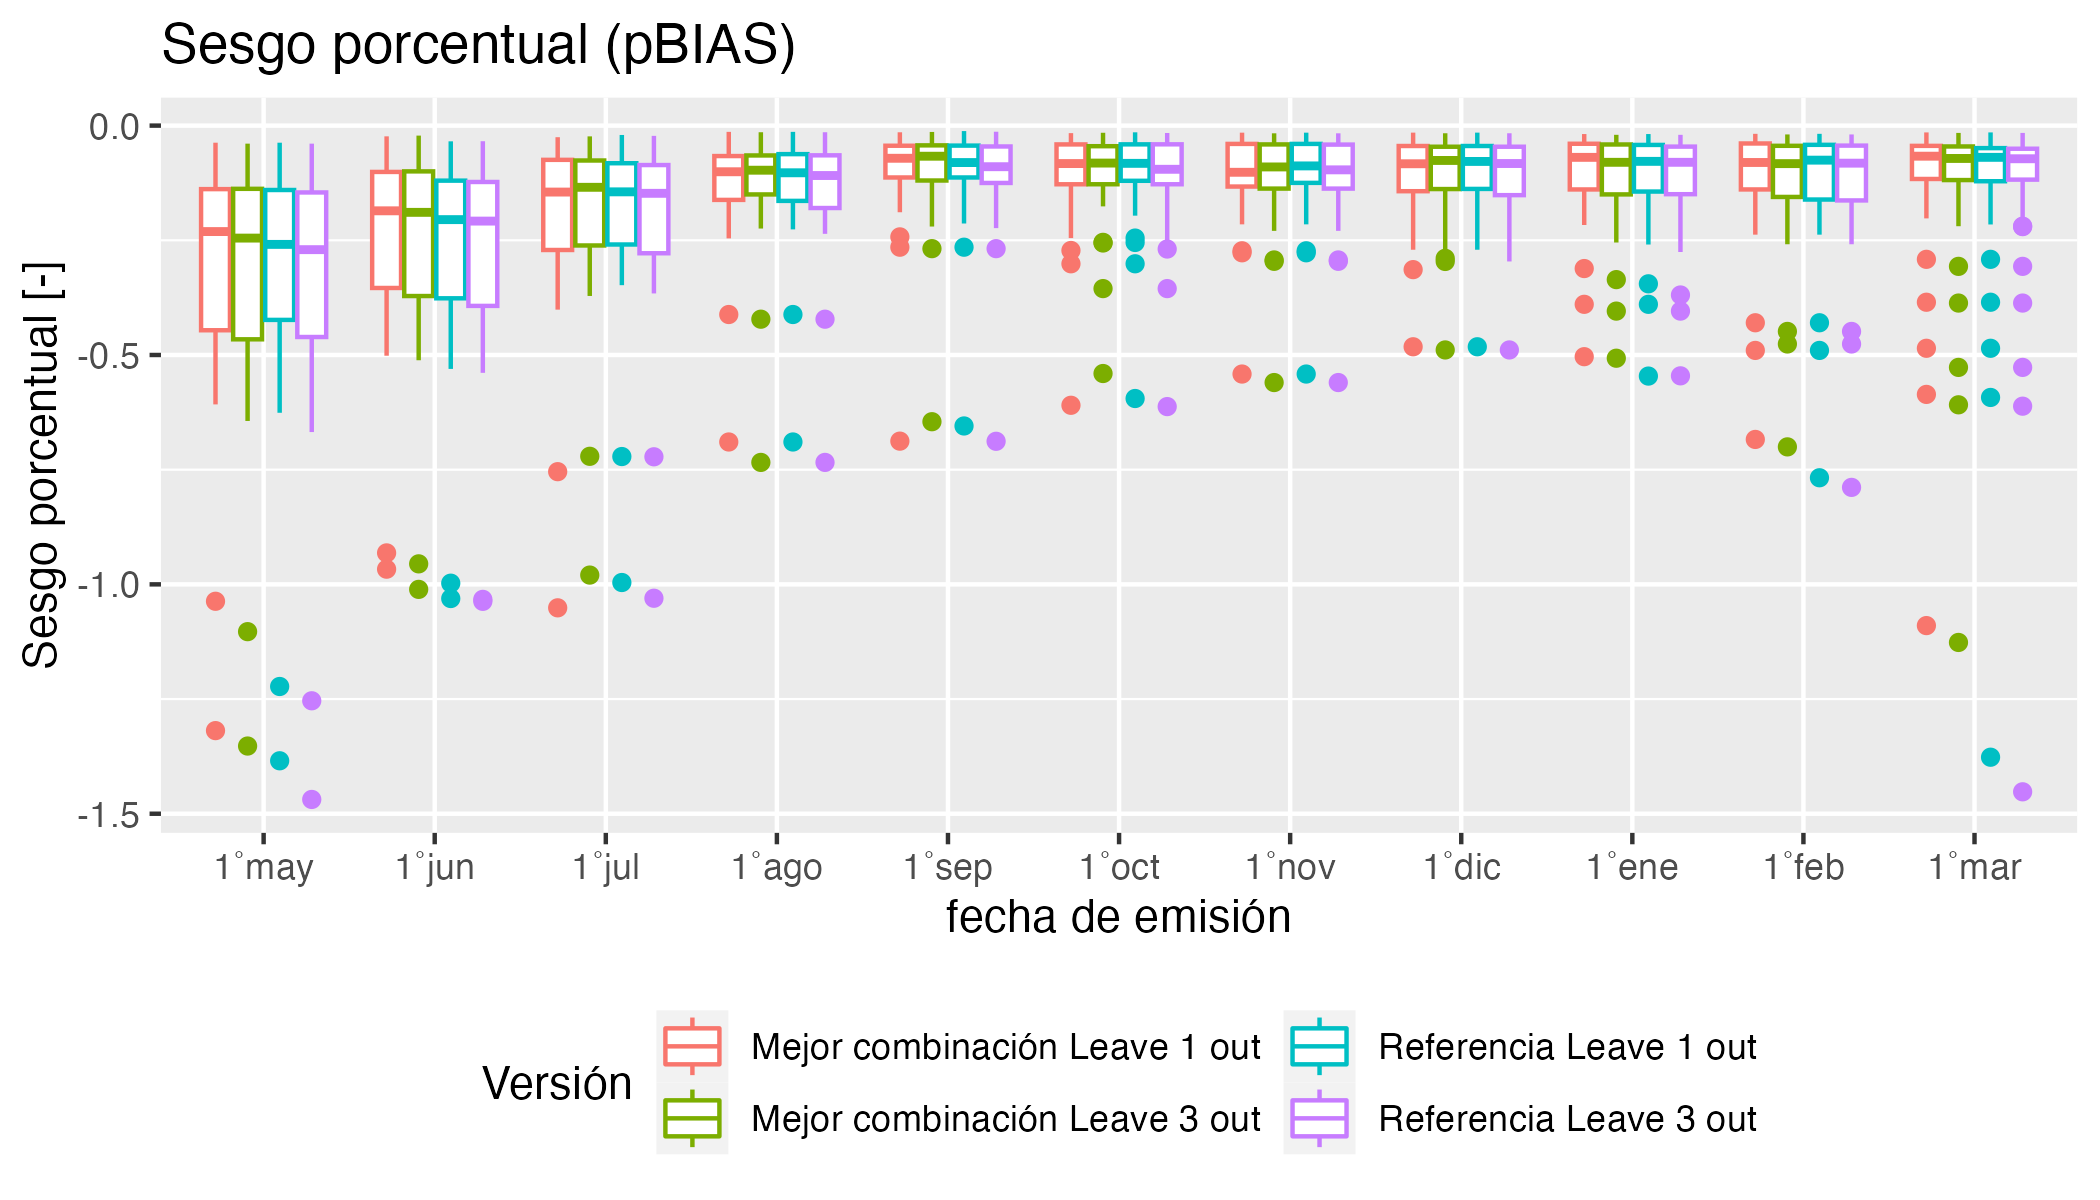 Sesgo porcentual (pBIAS)
Sesgo porcentual [-]
0.0
-0.5
-1.0
-1.5
1°may 1°jun 1°jul 1°ago 1°sep 1°oct 1°nov 1°dic 1°ene 1°feb 1°mar
fecha de emisión
Versión
Mejor combinación Leave 1 out
Mejor combinación Leave 3 out
Referencia Leave 1 out
Referencia Leave 3 out